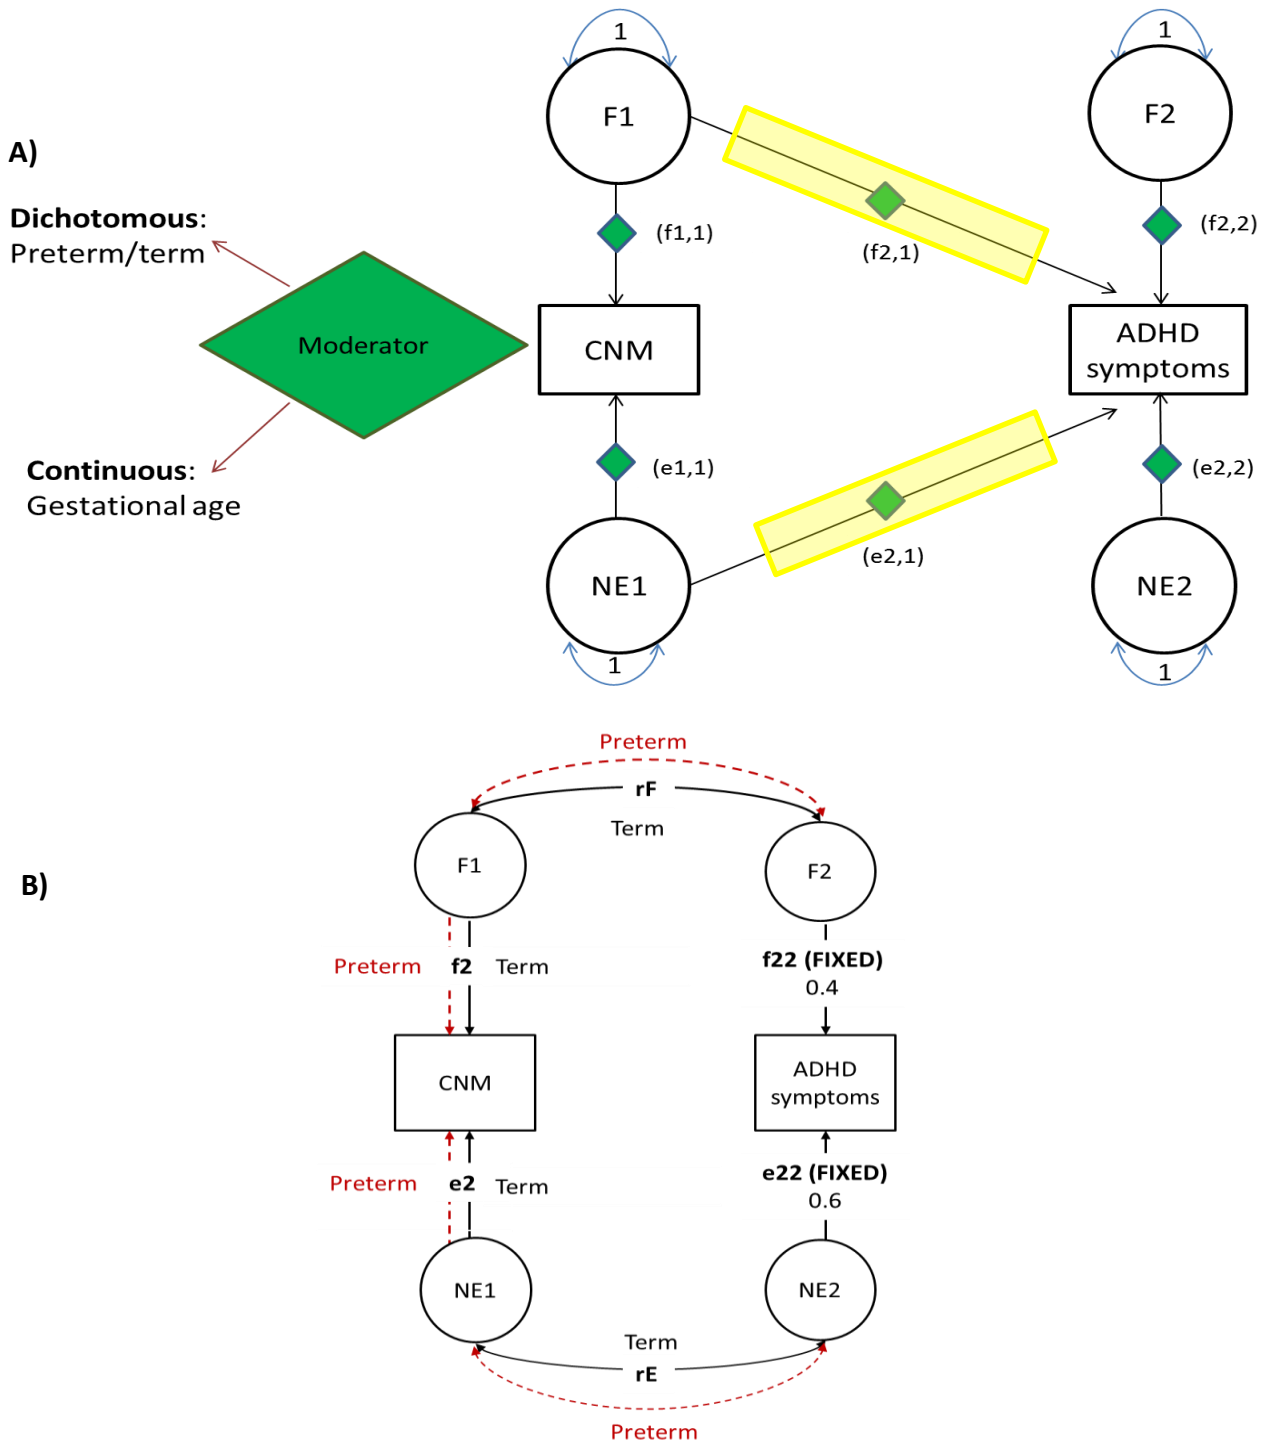 1
1
F1
F2
A)
Dichotomous:
Preterm/term
(f1,1)
(f2,1)
(f2,2)
Moderator
CNM
ADHD
symptoms
Continuous:
Gestational age
(e1,1)
(e2,1)
(e2,2)
NE1
NE2
1
1
Preterm
rF
Term
F1
F2
B)
Preterm f2 Term
f22 (FIXED)
0.4
CNM
ADHD
symptoms
Preterm e2 Term
e22 (FIXED)
0.6
NE1
NE2
Term
rE
Preterm